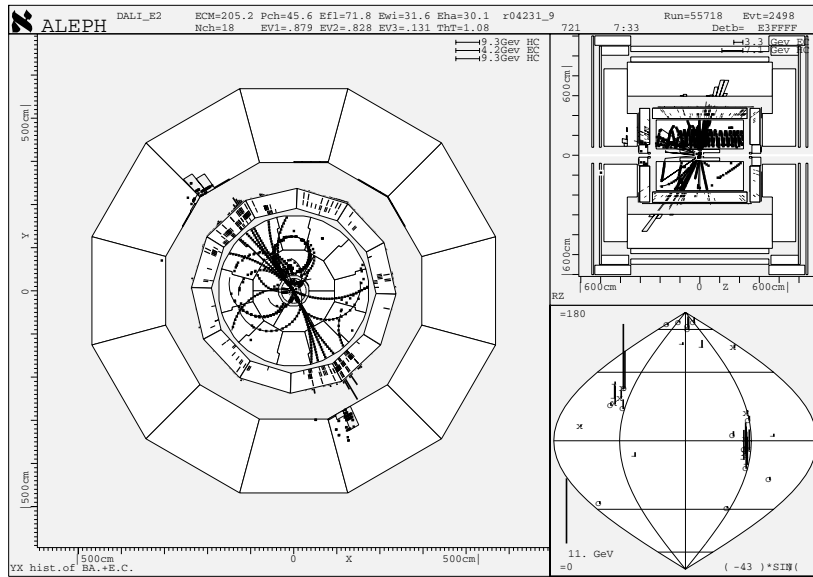 DALI_E2 ECM=205.2 Pch=45.6 Efl=71.8 Ewi=31.6 Eha=30.1 r04231_9 Run=55718 Evt=2498
ALEPH Nch=18 EV1=.879 EV2=.828 EV3=.131 ThT=1.08 721 7:33 Detb= E3FFFF
9.3Gev HC
4.2Gev EC
9.3Gev HC
3.3 EC
7.1 HC
500cm|
Y
0
|500cm
|500cm 0 X 500cm|
YX hist.of BA.+E.C.
600cm|
0
|600cm
RZ
|600cm 0 Z 600cm|
=180
11. GeV
=0 ( -43 )*SIN(